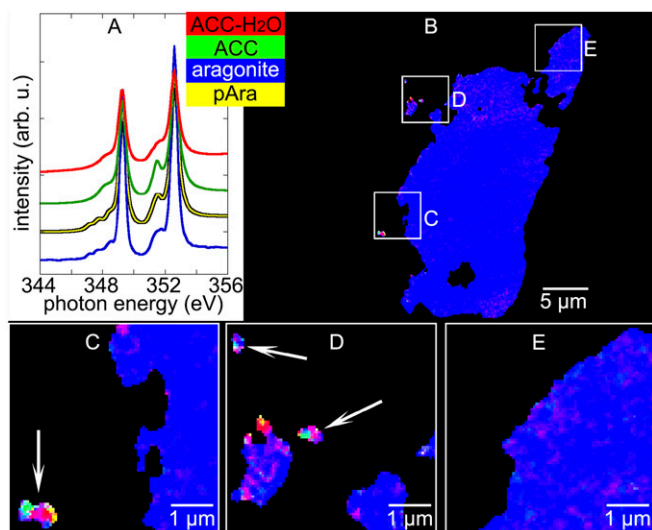 A
ACC-H2O
ACC
aragonite
pAra
intensity (arb. u.)
344 348 352 356
photon energy (eV)
B
E
D
C
5 µm
C
1 µm
D
1 µm
E
1 µm